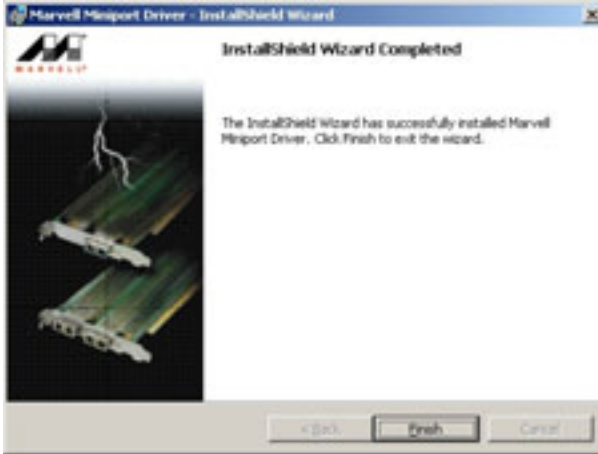 Marvell Miniport Driver - InstallShield Wizard
MARVELL
InstallShield Wizard Completed
The InstallShield Wizard has successfully installed Marvell
Miniport Driver. Click Finish to exit the wizard.
< Back
Finish
Cancel